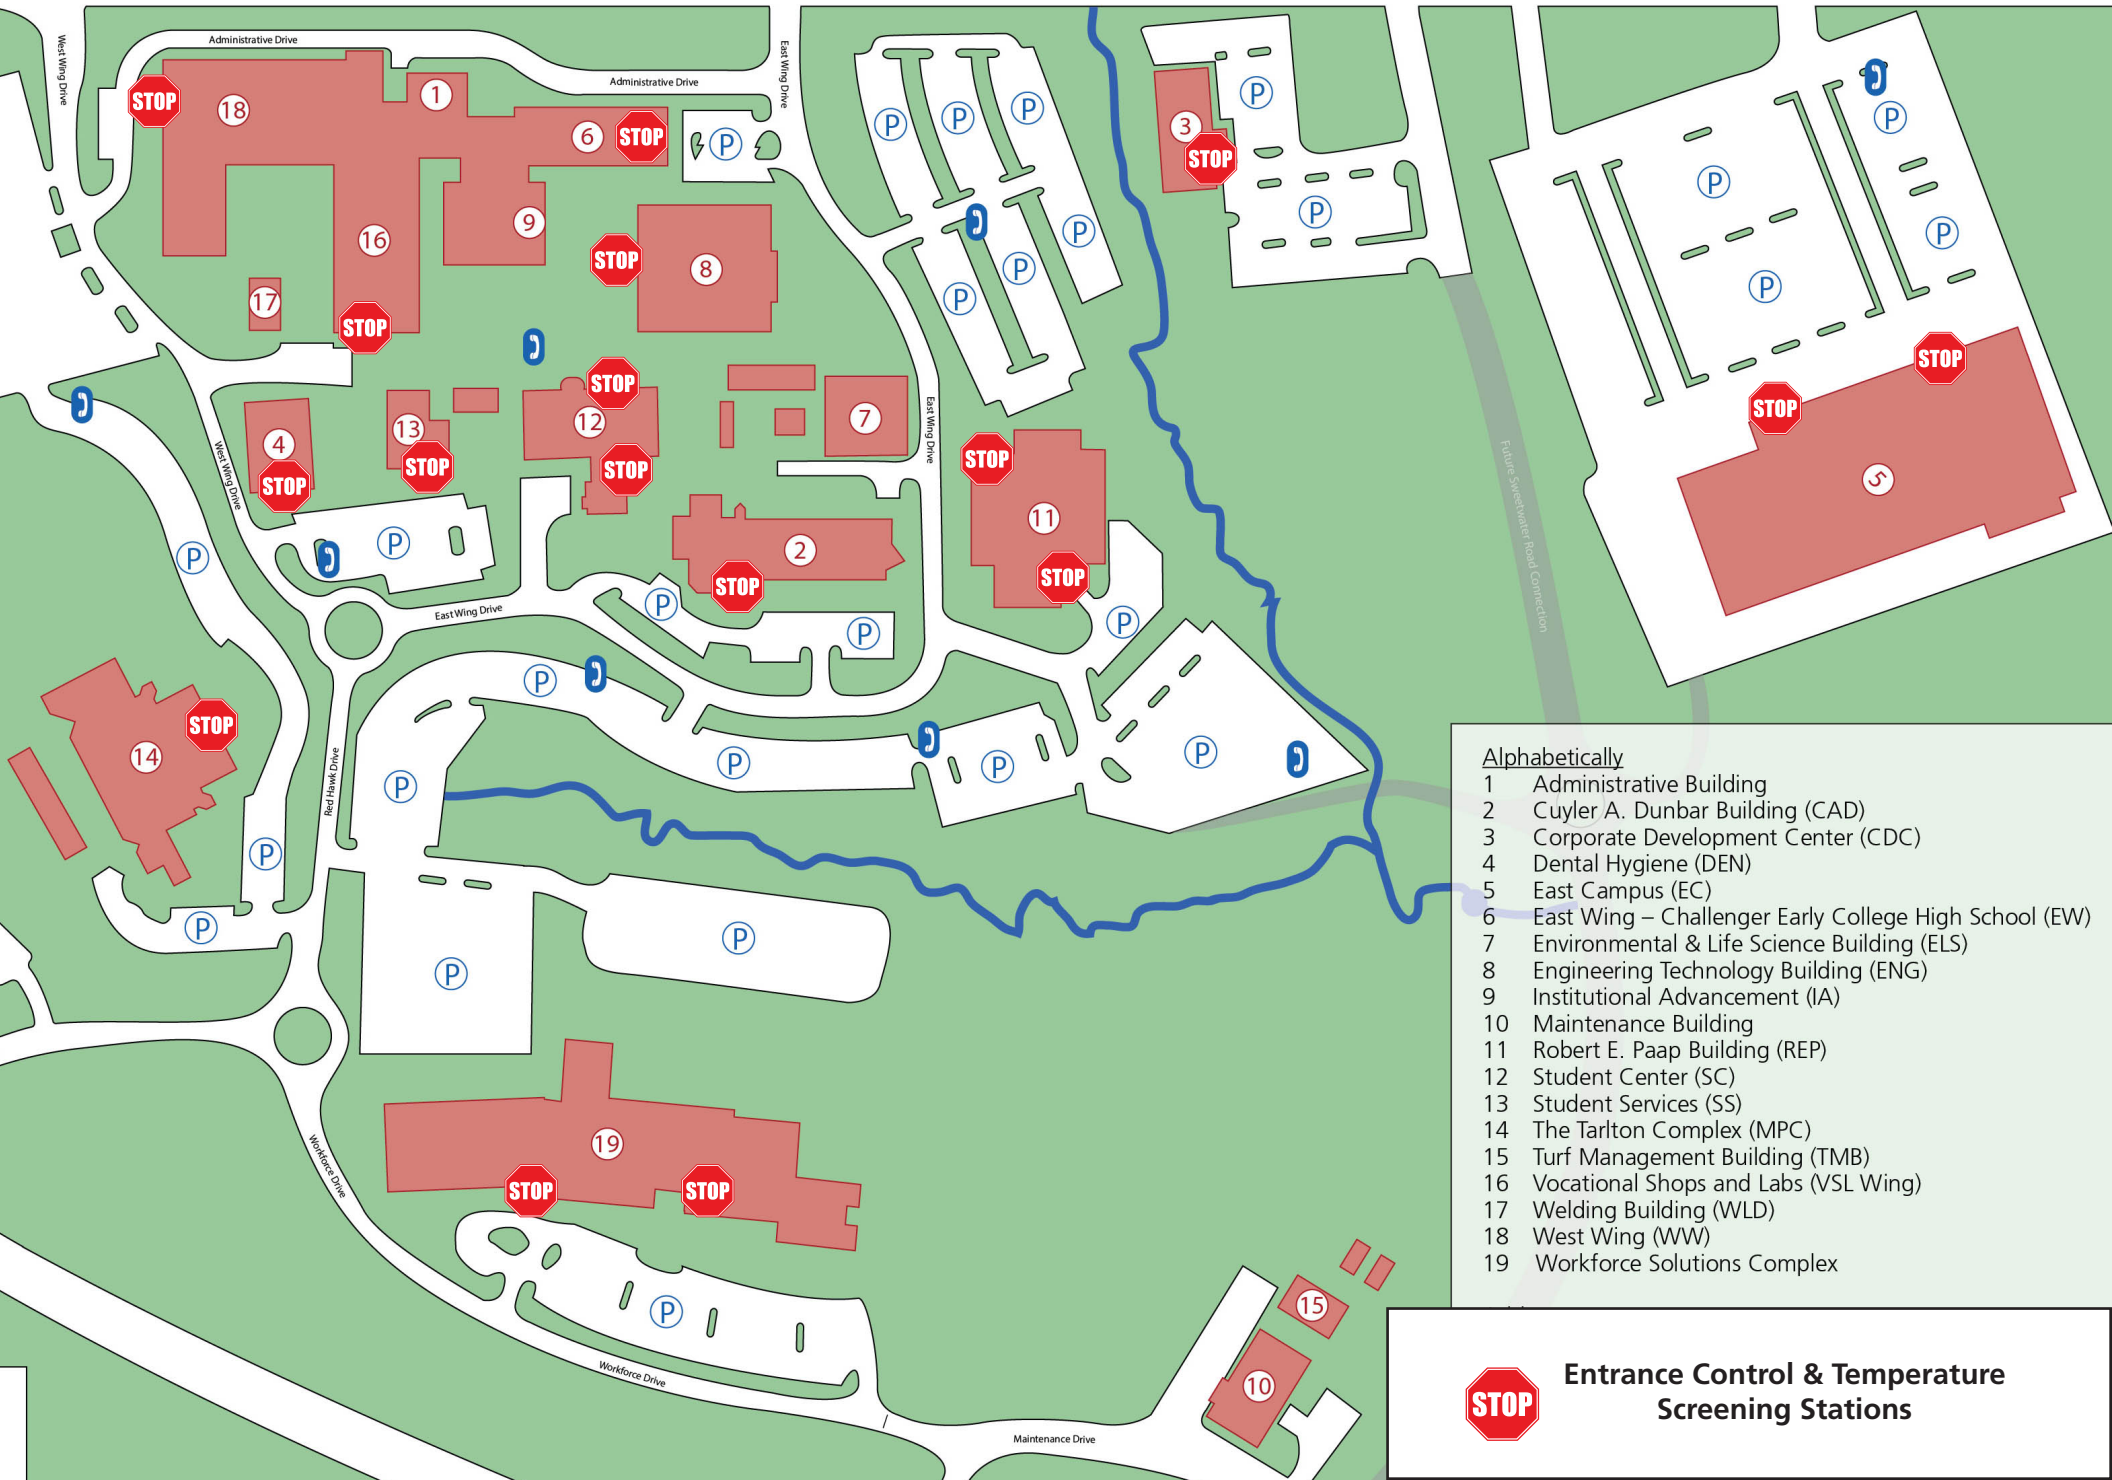 West Wing Drive
Administrative Drive
Administrative Drive
East Wing Drive
STOP
18
1
6
STOP
P
P
P
P
3
STOP
P
P
P
P
9
16
STOP
8
P
P
P
P
P
P
17
STOP
STOP
STOP
STOP
12
13
4
7
East Wing Drive
West Wing Drive
STOP
STOP
STOP
STOP
11
5
Future Sweetwater Road Connection
P
P
2
STOP
STOP
P
P
P
East Wing Drive
P
STOP
14
Red Hawk Drive
P
P
P
P
P
P
P
P
P
19
STOP
STOP
Workforce Drive
P
Workforce Drive
15
10
Maintenance Drive
Alphabetically
1 Administrative Building
2 Cuyler A. Dunbar Building (CAD)
3 Corporate Development Center (CDC)
4 Dental Hygiene (DEN)
5 East Campus (EC)
6 East Wing – Challenger Early College High School (EW)
7 Environmental & Life Science Building (ELS)
8 Engineering Technology Building (ENG)
9 Institutional Advancement (IA)
10 Maintenance Building
11 Robert E. Paap Building (REP)
12 Student Center (SC)
13 Student Services (SS)
14 The Tarlton Complex (MPC)
15 Turf Management Building (TMB)
16 Vocational Shops and Labs (VSL Wing)
17 Welding Building (WLD)
18 West Wing (WW)
19 Workforce Solutions Complex
STOP
Entrance Control & Temperature
Screening Stations